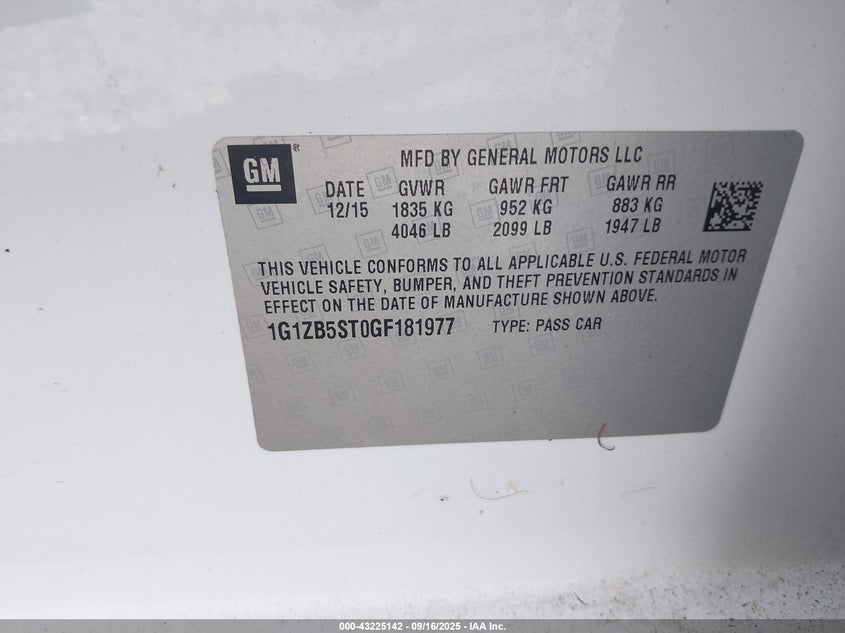 GM®
MFD BY GENERAL MOTORS LLC
DATE GVWR GAWR FRT GAWR RR
12/15 1835 KG 952 KG 883 KG
4046 LB 2099 LB 1947 LB
THIS VEHICLE CONFORMS TO ALL APPLICABLE U.S. FEDERAL MOTOR
VEHICLE SAFETY, BUMPER, AND THEFT PREVENTION STANDARDS IN
EFFECT ON THE DATE OF MANUFACTURE SHOWN ABOVE.
1G1ZB5ST0GF181977 TYPE: PASS CAR
000-43225142 - 09/16/2025 - IAA Inc.